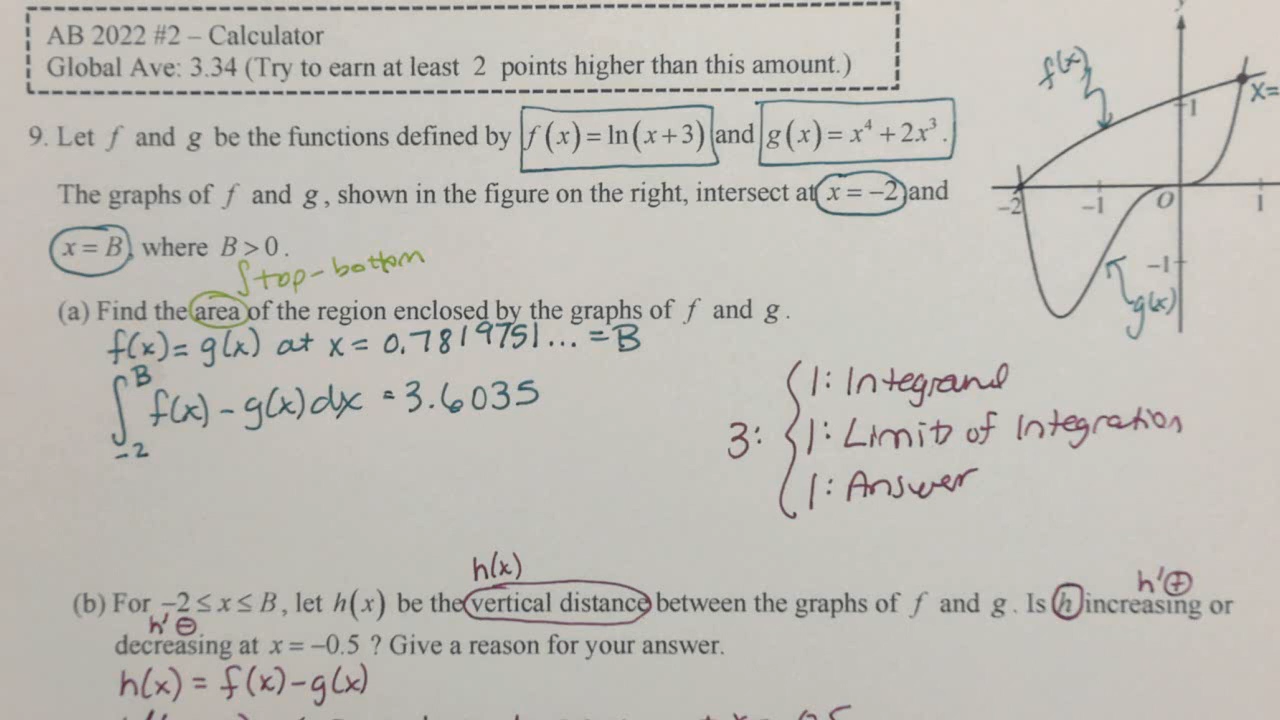 AB 2022 #2 – Calculator
Global Ave: 3.34 (Try to earn at least 2 points higher than this amount.)
9. Let f and g be the functions defined by f(x) = ln(x+3) and g(x) = x⁴ + 2x³.
The graphs of f and g, shown in the figure on the right, intersect at x = −2 and
x = B, where B > 0.
∫ top - bottom
(a) Find the area of the region enclosed by the graphs of f and g.
f(x) = g(x) at x = 0.7819751... = B
∫ B -2 f(x) - g(x) dx = 3.6035
3: { 1: Integrand
1: Limits of Integration
1: Answer
f(x)
x=
1
-2 -1 O 1
-1
g(x)
h(x)
h' ⊕
(b) For −2 ≤ x ≤ B, let h(x) be the vertical distance between the graphs of f and g. Is h increasing or
h' ⊖
decreasing at x = −0.5 ? Give a reason for your answer.
h(x) = f(x) - g(x)